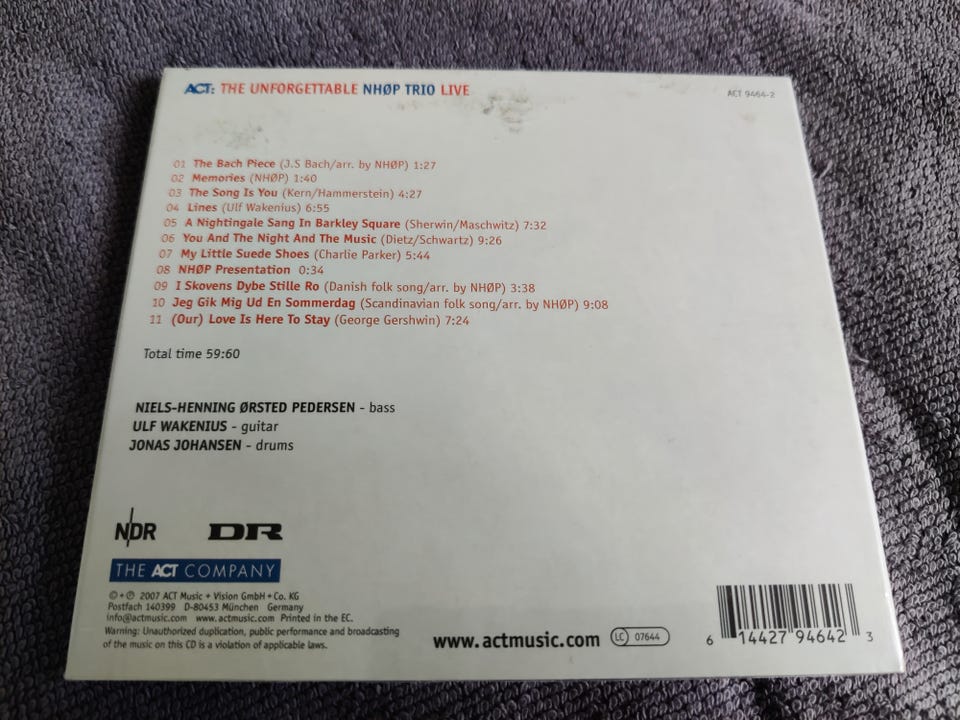 ACT: THE UNFORGETTABLE NHØP TRIO LIVE
ACT 9464-2
01 The Bach Piece (J.S Bach/arr. by NHØP) 1:27
02 Memories (NHØP) 1:40
03 The Song Is You (Kern/Hammerstein) 4:27
04 Lines (Ulf Wakenius) 6:55
05 A Nightingale Sang In Barkley Square (Sherwin/Maschwitz) 7:32
06 You And The Night And The Music (Dietz/Schwartz) 9:26
07 My Little Suede Shoes (Charlie Parker) 5:44
08 NHØP Presentation 0:34
09 I Skovens Dybe Stille Ro (Danish folk song/arr. by NHØP) 3:38
10 Jeg Gik Mig Ud En Sommerdag (Scandinavian folk song/arr. by NHØP) 9:08
11 (Our) Love Is Here To Stay (George Gershwin) 7:24
Total time 59:60
NIELS-HENNING ØRSTED PEDERSEN - bass
ULF WAKENIUS - guitar
JONAS JOHANSEN - drums
NDR DR
THE ACT COMPANY
© + ℗ 2007 ACT Music + Vision GmbH + Co. KG
Postfach 140399 D-80453 München Germany
info@actmusic.com www.actmusic.com Printed in the EC.
Warning: Unauthorized duplication, public performance and broadcasting
of the music on this CD is a violation of applicable laws.
www.actmusic.com LC 07644
6 14427 94642 3